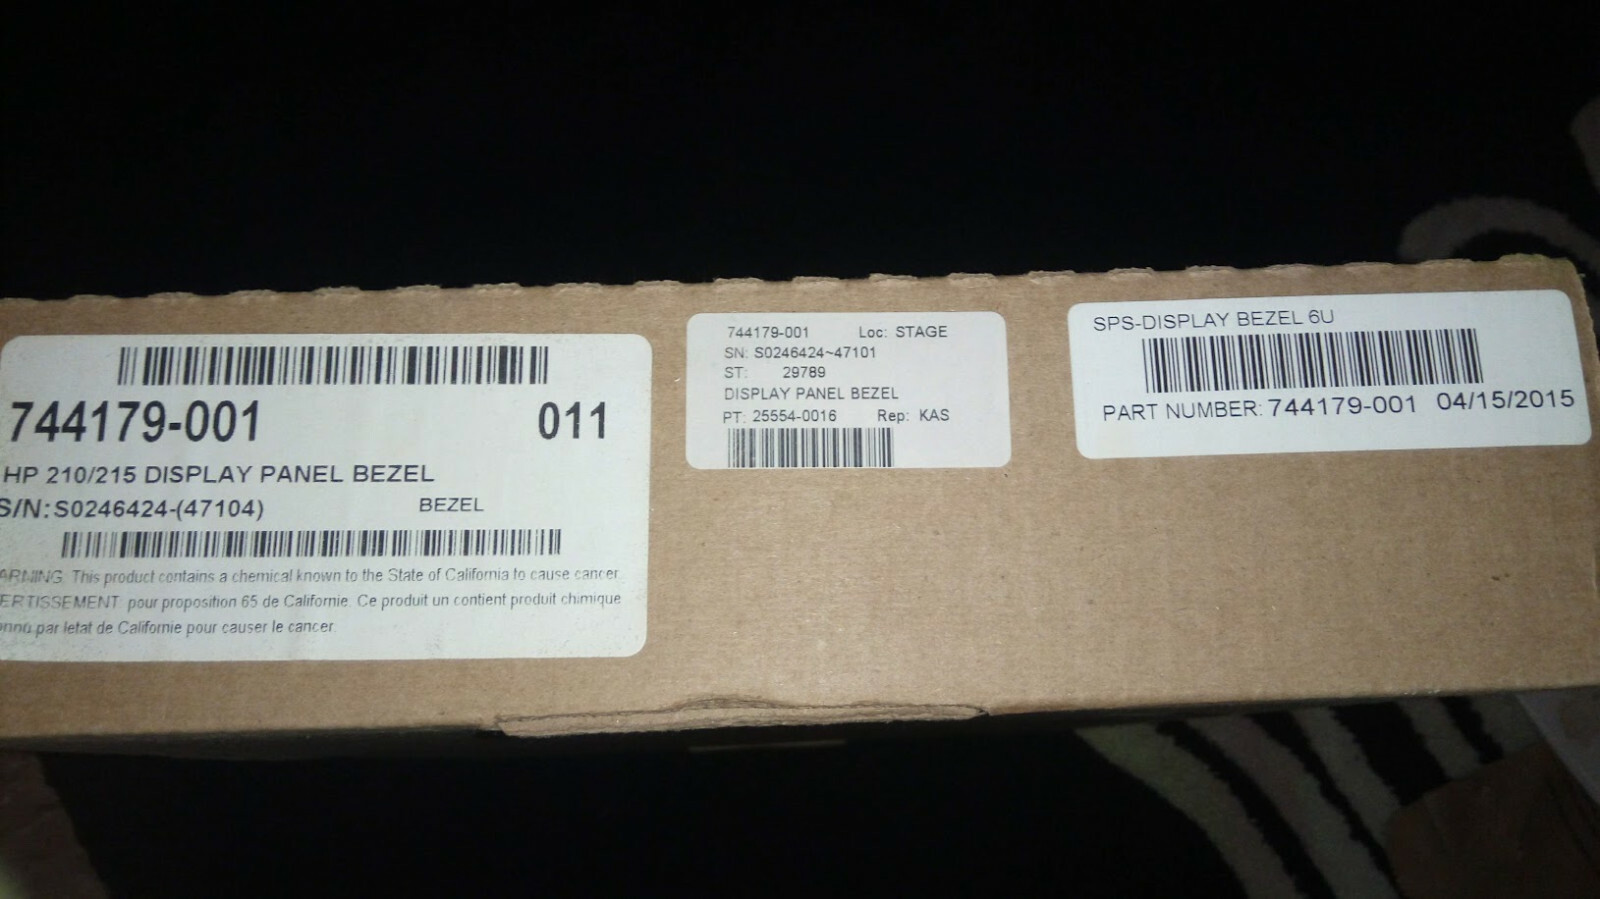 744179-001 011
HP 210/215 DISPLAY PANEL BEZEL
S/N: S0246424-(47104) BEZEL
ARNING: This product contains a chemical known to the State of California to cause cancer.
ERTISSEMENT: pour proposition 65 de Californie. Ce produit un contient produit chimique
onnu par letat de Californie pour causer le cancer.
744179-001 Loc: STAGE
SN: S0246424~47101
ST: 29789
DISPLAY PANEL BEZEL
PT: 25554-0016 Rep: KAS
SPS-DISPLAY BEZEL 6U
PART NUMBER: 744179-001 04/15/2015